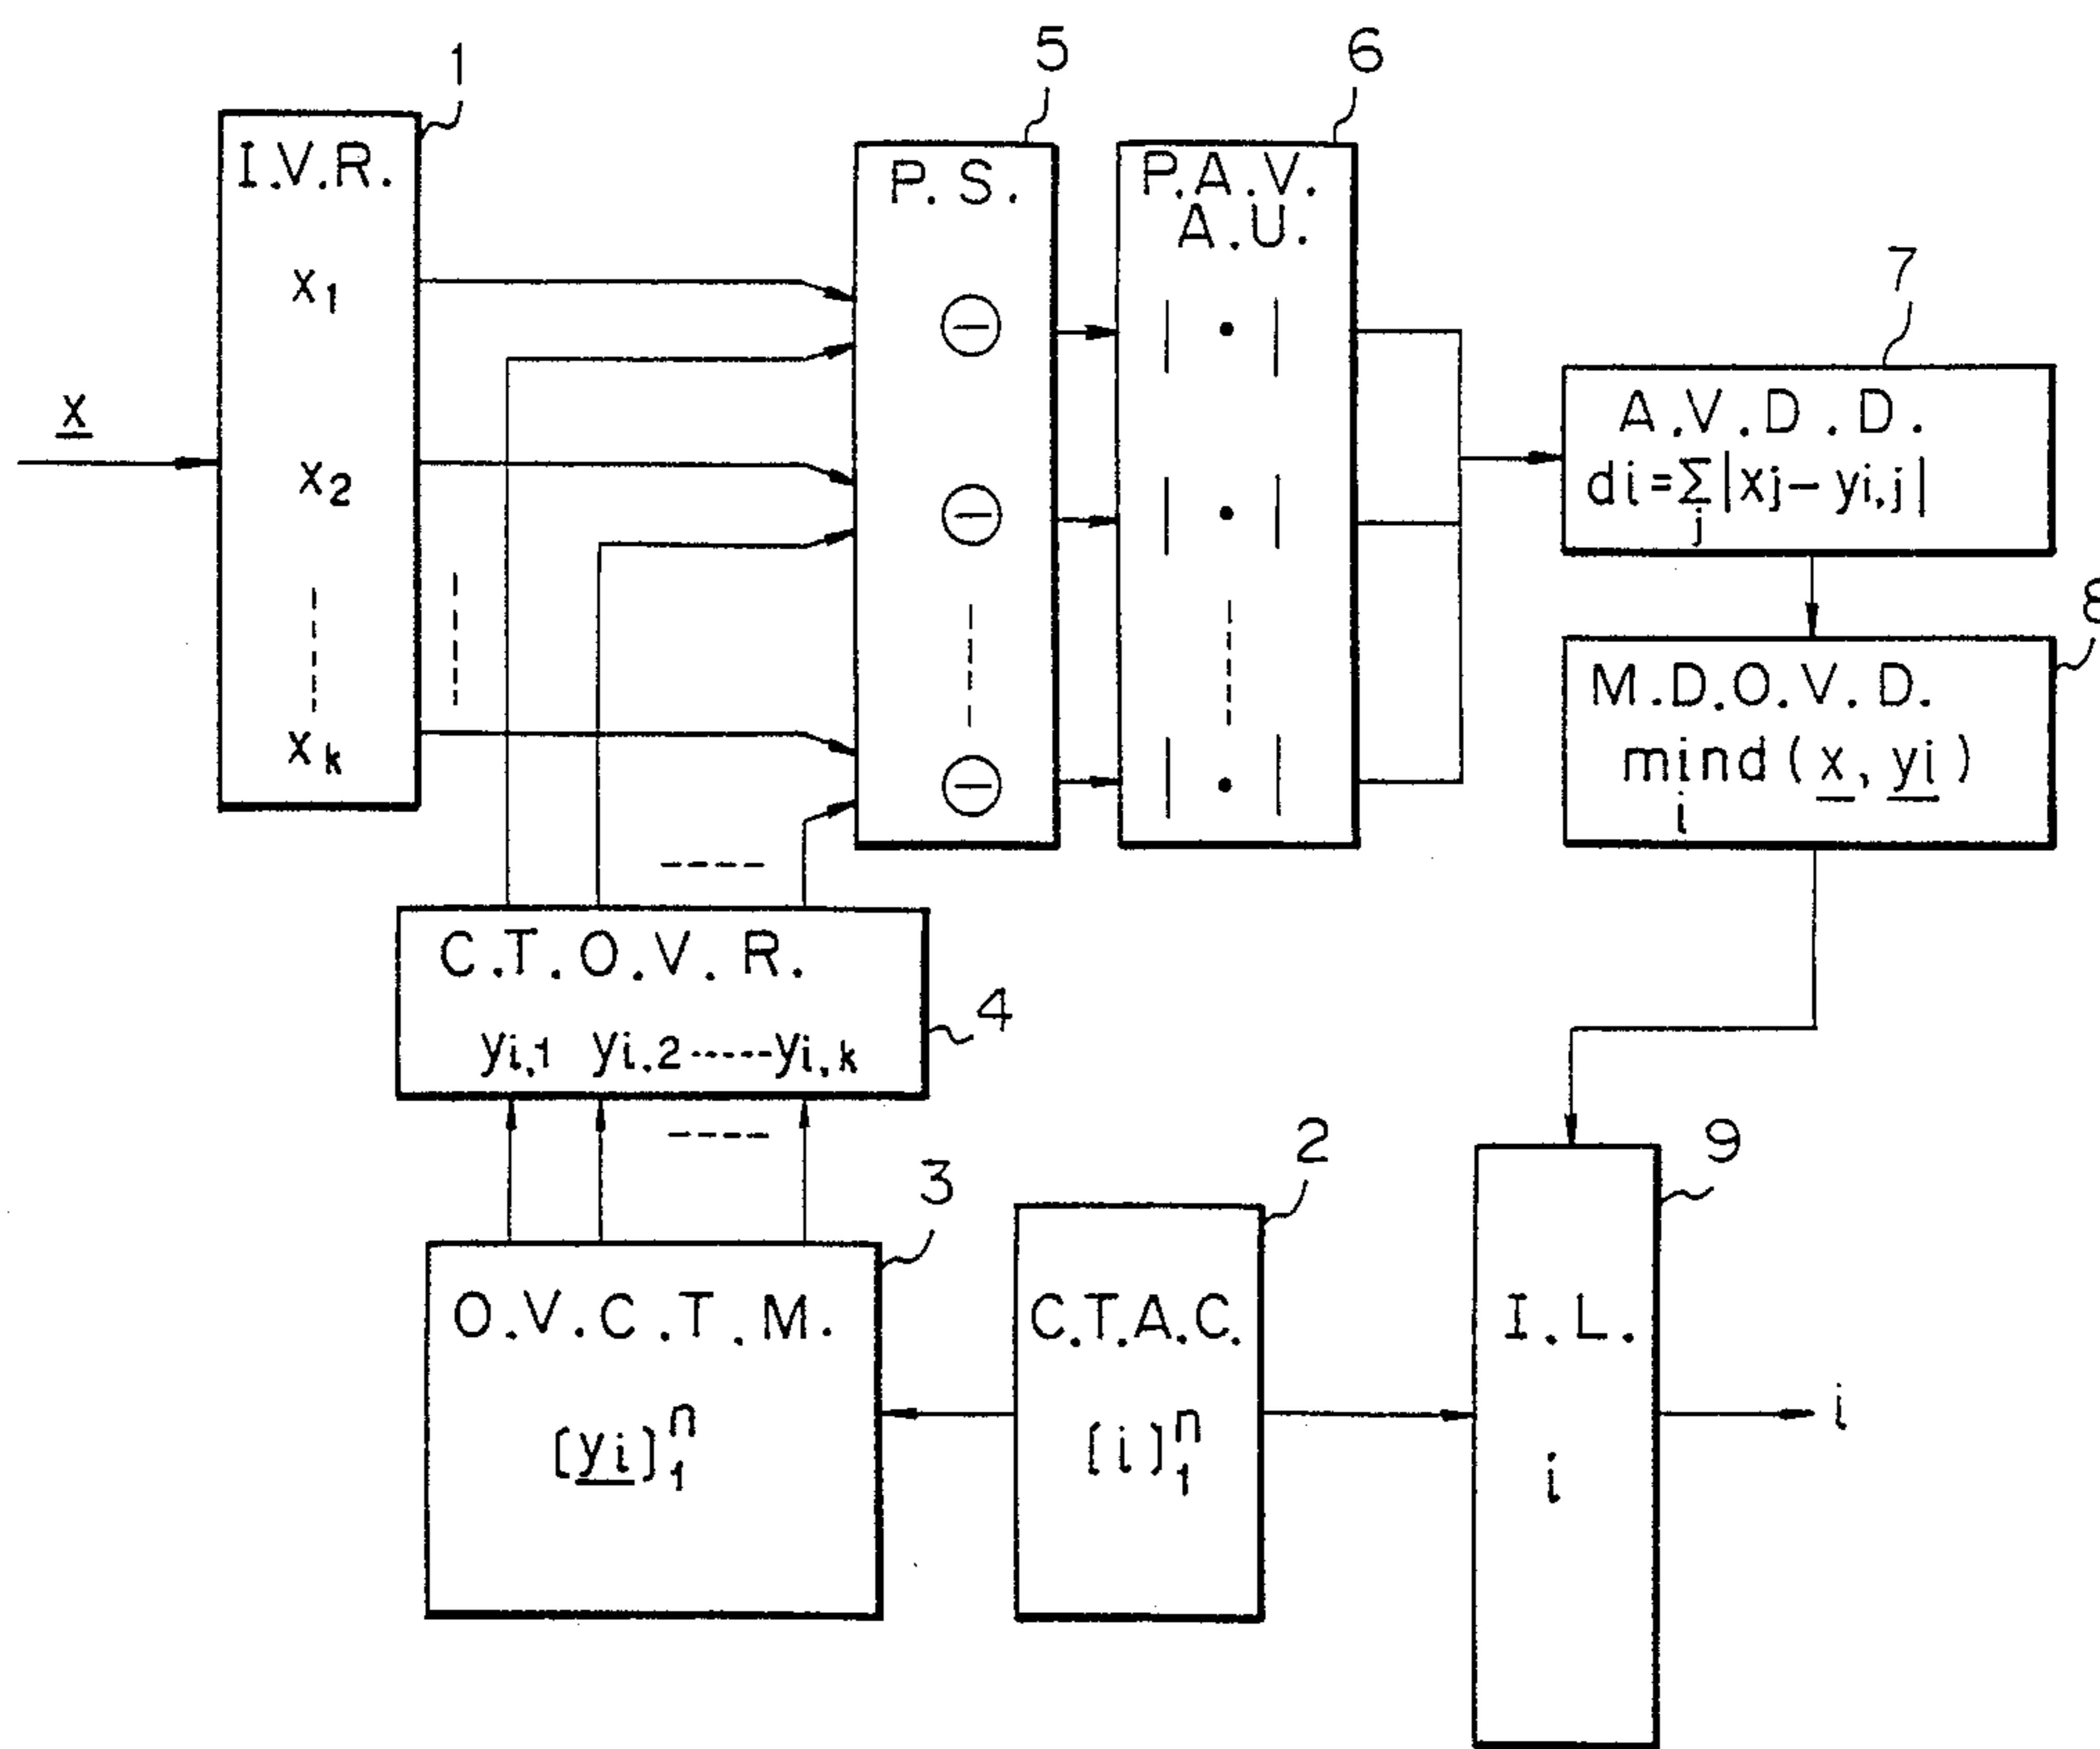 1
I.V.R.
x1
x2
xk
x
5
P.S.
6
P.A.V.
A.U.
| • |
| • |
| • |
7
A.V.D.D.
di=Σ|xj−yi,j|
j
8
M.D.O.V.D.
mind(x, yi)
i
C.T.O.V.R.
yi,1 yi,2-----yi,k
4
3
O.V.C.T.M.
[yi]n1
2
C.T.A.C.
[i]n1
9
I.L.
i
i